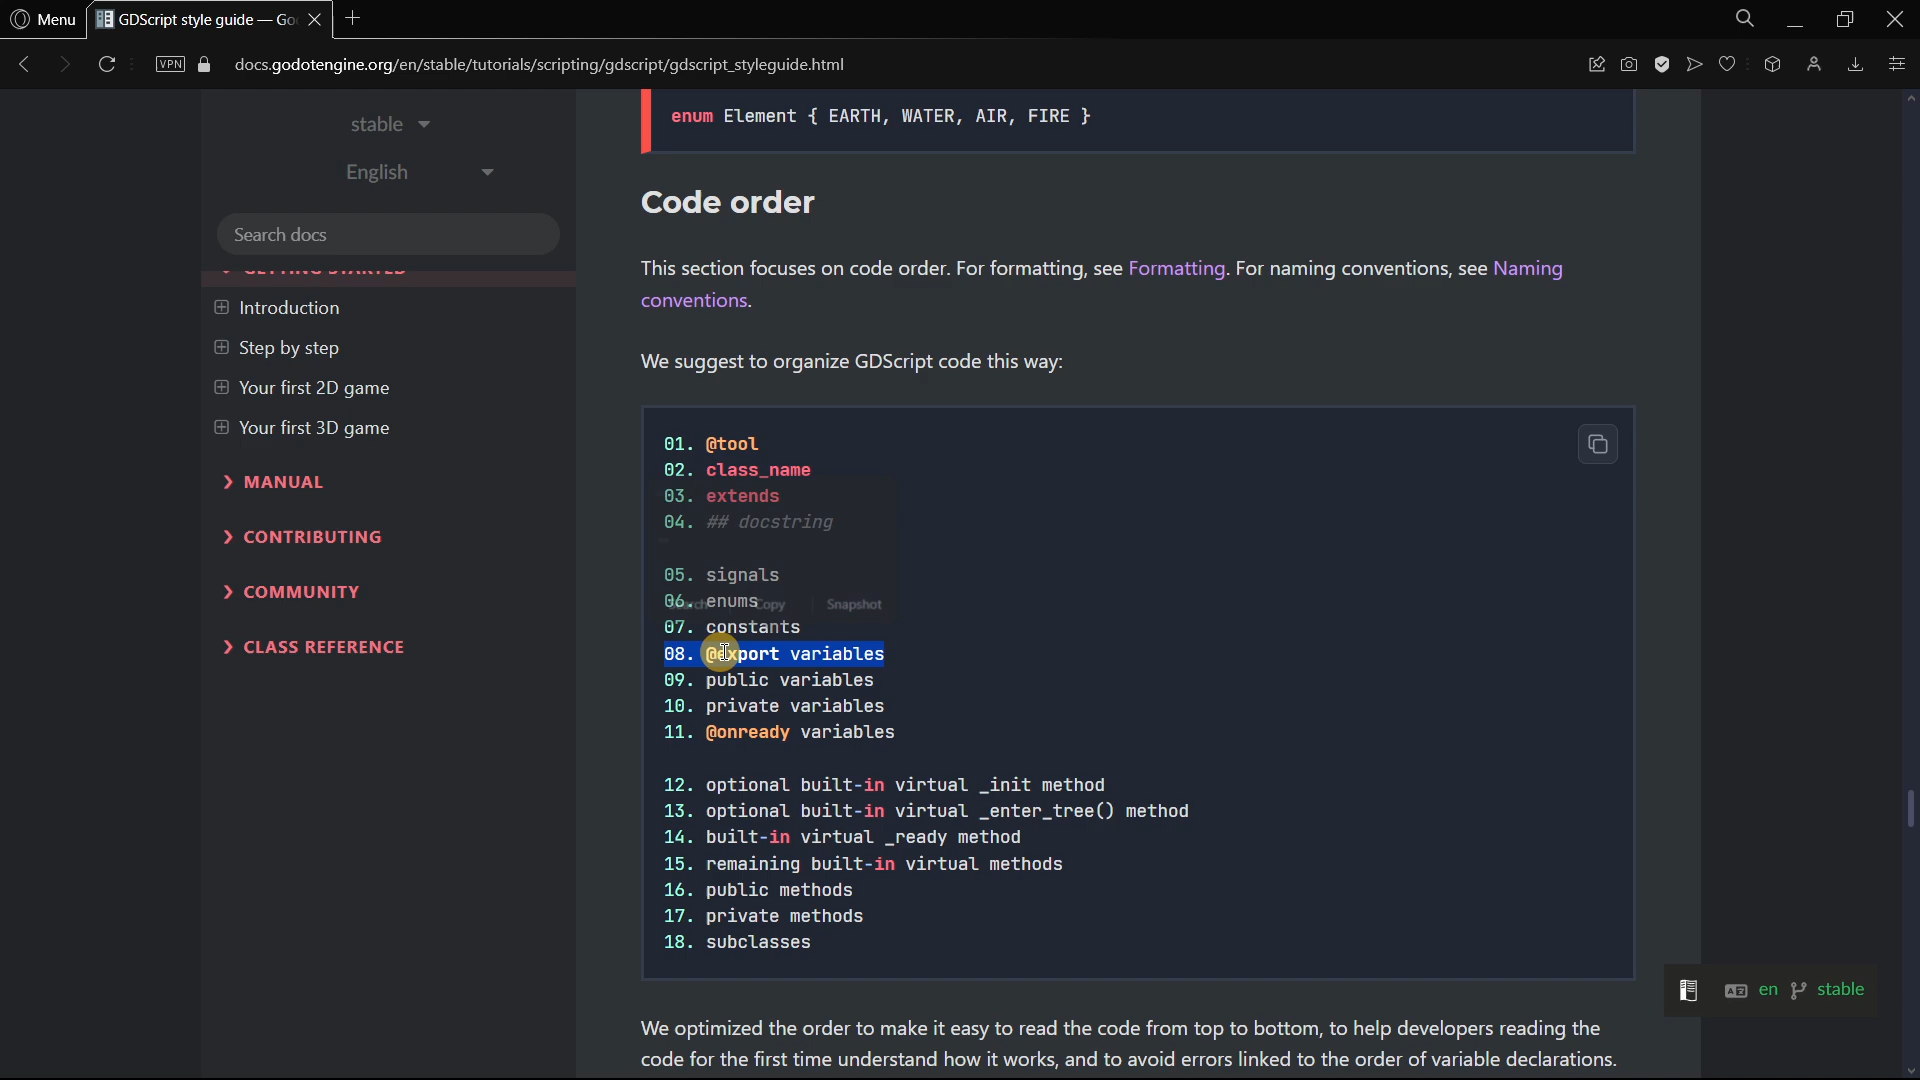 Menu
GDScript style guide — Go
VPN
docs.godotengine.org/en/stable/tutorials/scripting/gdscript/gdscript_styleguide.html
stable
English
Search docs
GETTING STARTED
Introduction
Step by step
Your first 2D game
Your first 3D game
MANUAL
CONTRIBUTING
COMMUNITY
CLASS REFERENCE
enum Element { EARTH, WATER, AIR, FIRE }
Code order
This section focuses on code order. For formatting, see Formatting. For naming conventions, see Naming
conventions.
We suggest to organize GDScript code this way:
01. @tool
02. class_name
03. extends
04. ## docstring
05. signals
06. enums
Search Copy Snapshot
07. constants
08. @export variables
09. public variables
10. private variables
11. @onready variables
12. optional built-in virtual _init method
13. optional built-in virtual _enter_tree() method
14. built-in virtual _ready method
15. remaining built-in virtual methods
16. public methods
17. private methods
18. subclasses
We optimized the order to make it easy to read the code from top to bottom, to help developers reading the
code for the first time understand how it works, and to avoid errors linked to the order of variable declarations.
en stable